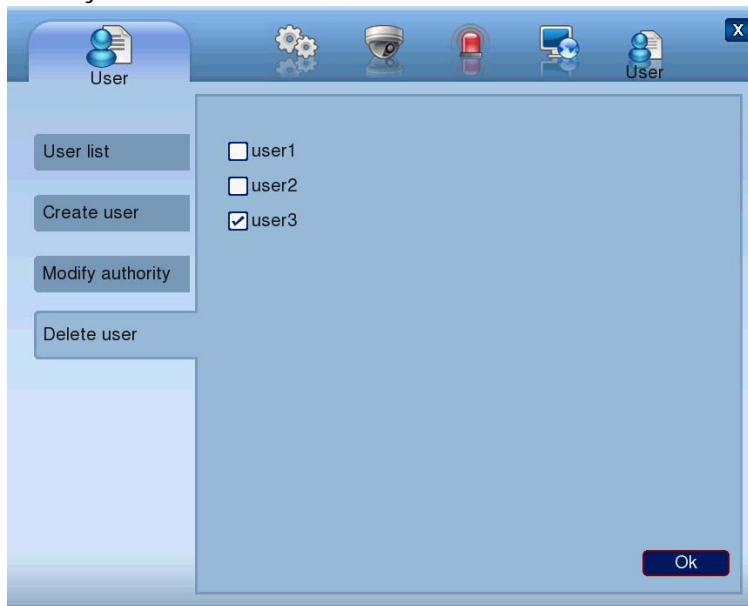 User
User
X
User list
Create user
Modify authority
Delete user
user1
user2
user3
Ok